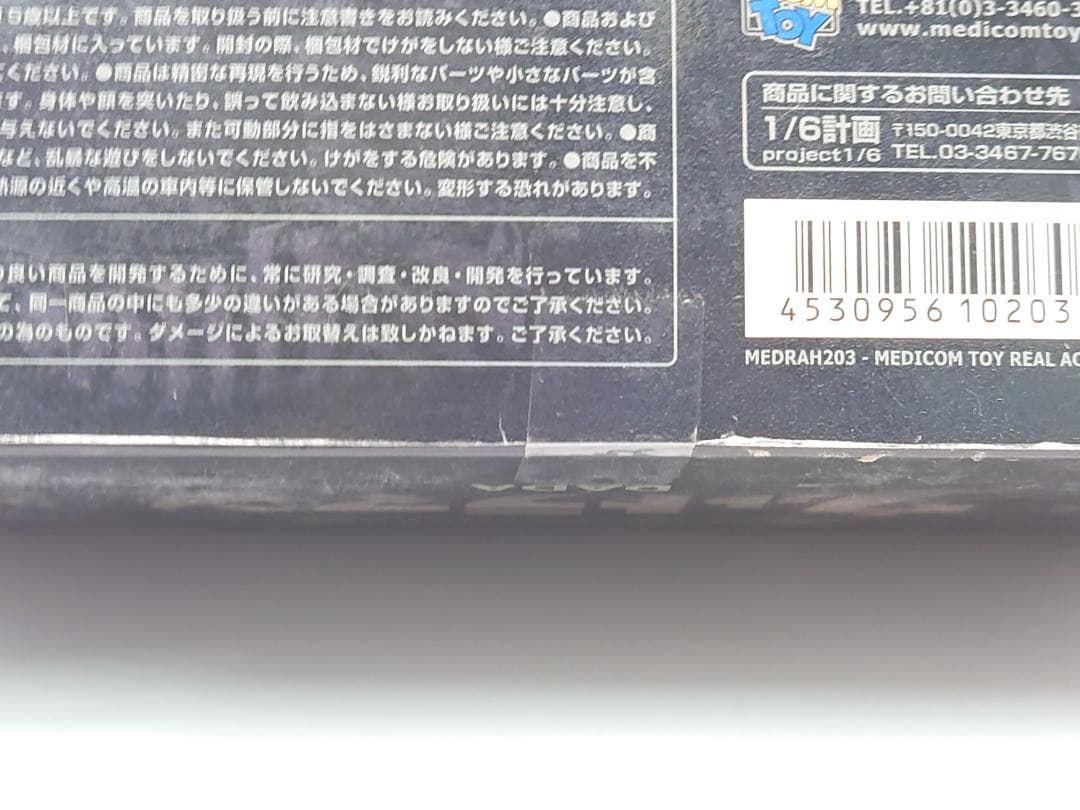 5歳以上です。商品を取り扱う前に注意書きをお読みください。●商品および
、梱包材に入っています。開封の際、梱包材でけがをしない様ご注意ください。
ください。●商品は精密な再現を行うため、鋭利なパーツや小さなパーツが含
す。身体や顔を突いたり、誤って飲み込まない様お取り扱いには十分注意し、
与えないでください。また可動部分に指をはさまない様ご注意ください。●商
など、乱暴な遊びをしないでください。けがをする危険があります。●商品を不
熱源の近くや高温の車内等に保管しないでください。変形する恐れがあります。
良い商品を開発するために、常に研究・調査・改良・開発を行っています。
て、同一商品の中にも多少の違いがある場合がありますのでご了承ください。
の為のものです。ダメージによるお取替えは致しかねます。ご了承ください。
TOY
TEL.+81(0)3-3460-
www.medicomtoy
商品に関するお問い合わせ先
1/6計画 〒150-0042東京都渋谷
project1/6 TEL.03-3467-767
4530956 10203
MEDRAH203 - MEDICOM TOY REAL AC